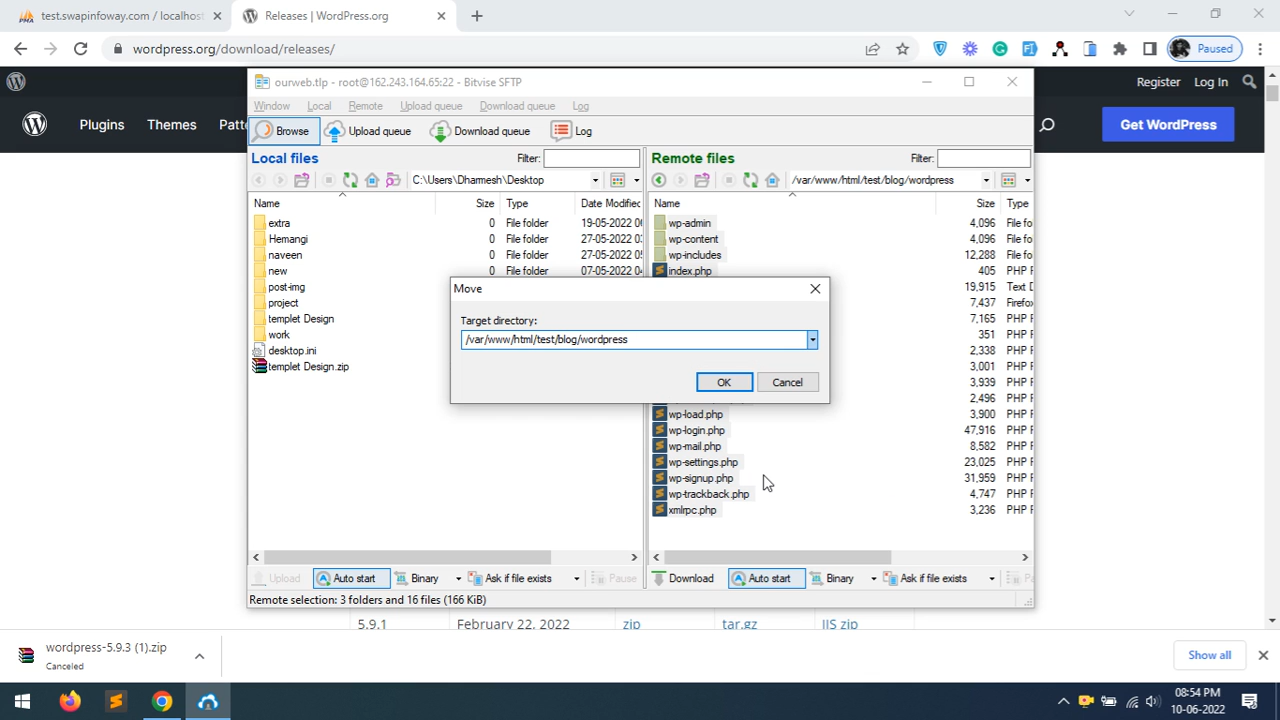 test.swapinfoway.com / localhost
Releases | WordPress.org
wordpress.org/download/releases/
Paused
Plugins
Themes
Patte
Register
Log In
Get WordPress
ourweb.tlp - root@162.243.164.65:22 - Bitvise SFTP
Window Local Remote Upload queue Download queue Log
Browse Upload queue Download queue Log
Local files Filter:
C:\Users\Dhamesh\Desktop
Name Size Type Date Modified
extra 0 File folder 19-05-2022 0
Hemangi 0 File folder 27-05-2022 0
naveen 0 File folder 27-05-2022 0
new 0 File folder 07-05-2022 04
post-img
project
templet Design
work
desktop.ini
templet Design.zip
Remote files Filter:
/var/www/html/test/blog/wordpress
Name Size Type
wp-admin 4,096 File fo
wp-content 4,096 File fo
wp-includes 12,288 File fo
index.php 405 PHP F
19,915 Text D
7,437 Firefox
7,165 PHP F
351 PHP F
2,338 PHP F
3,001 PHP F
3,939 PHP F
2,496 PHP F
wp-load.php 3,900 PHP F
wp-login.php 47,916 PHP F
wp-mail.php 8,582 PHP F
wp-settings.php 23,025 PHP F
wp-signup.php 31,959 PHP F
wp-trackback.php 4,747 PHP F
xmlrpc.php 3,236 PHP F
Move
Target directory:
/var/www/html/test/blog/wordpress
OK Cancel
Upload Auto start Binary Ask if file exists Pause
Download Auto start Binary Ask if file exists Pa
Remote selection: 3 folders and 16 files (166 KiB)
5.9.1 February 22, 2022 zip tar.gz IIS zip
wordpress-5.9.3 (1).zip
Canceled
Show all
08:54 PM
10-06-2022